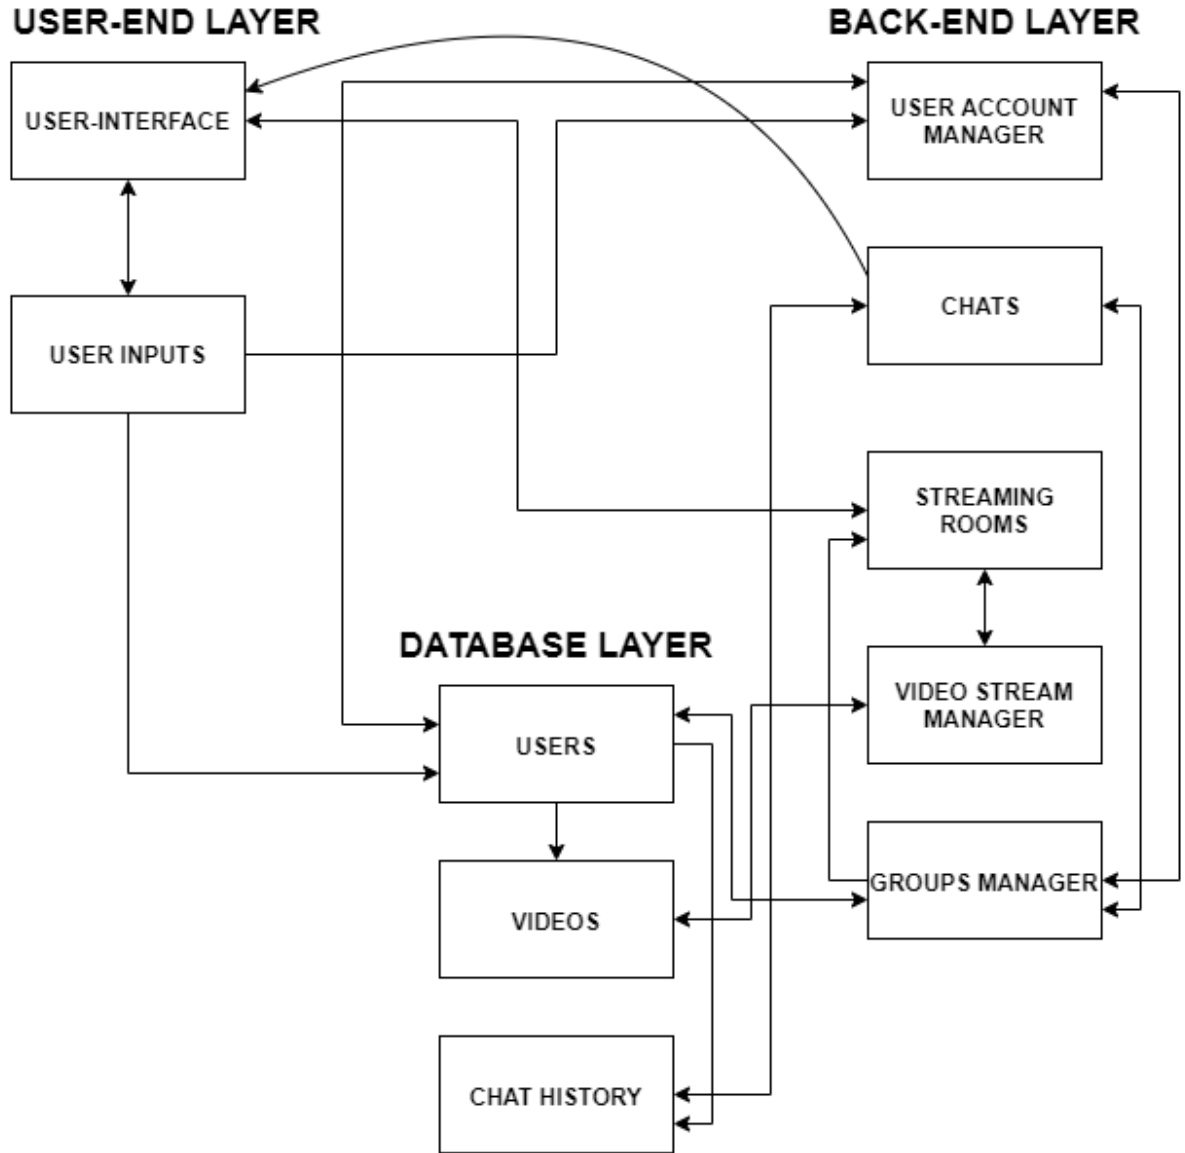 USER-END LAYER
BACK-END LAYER
USER-INTERFACE
USER ACCOUNT
MANAGER
CHATS
USER INPUTS
STREAMING
ROOMS
DATABASE LAYER
VIDEO STREAM
MANAGER
USERS
GROUPS MANAGER
VIDEOS
CHAT HISTORY